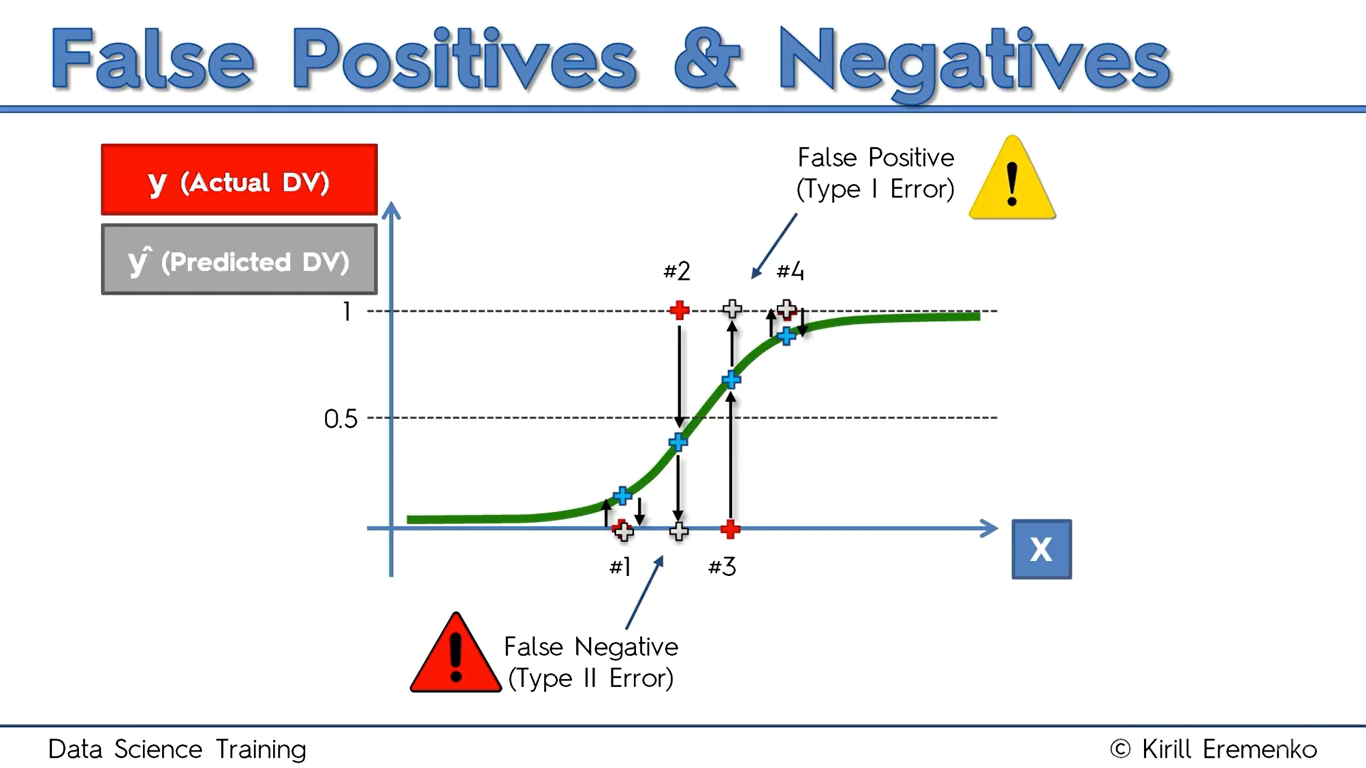 False Positives & Negatives
y (Actual DV)
ŷ (Predicted DV)
False Positive
(Type I Error)
!
#2
#4
1
0.5
#1
#3
X
!
False Negative
(Type II Error)
Data Science Training
© Kirill Eremenko